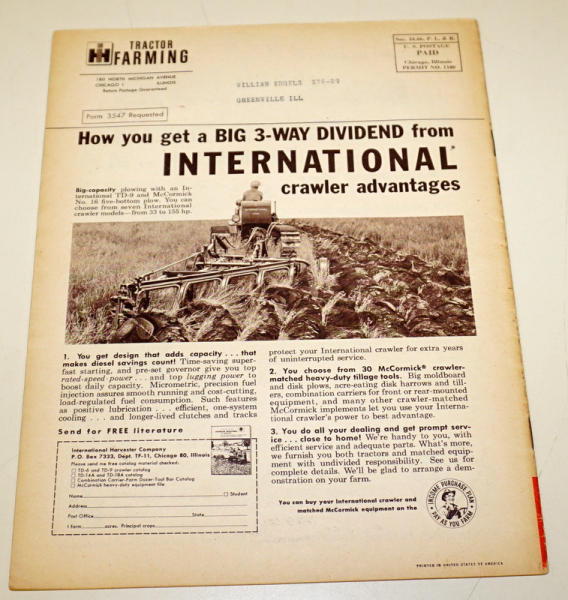 IH
TRACTOR
FARMING
180 NORTH MICHIGAN AVENUE
CHICAGO 1 ILLINOIS
Return Postage Guaranteed
Sec. 34.66, P. L. & R.
U. S. POSTAGE
PAID
Chicago, Illinois
PERMIT NO.
WILLIAM ENGELS
GREENVILLE ILL
Form 3547 Requested
How you get a BIG 3-WAY DIVIDEND from
INTERNATIONAL
crawler advantages
Big-capacity plowing with an In-
ternational TD-9 and McCormick
No. 16 five-bottom plow. You can
choose from seven International
crawler models—from 33 to 155 hp.
1. You get design that adds capacity . . . that
makes diesel savings count! Time-saving super-
fast starting, and pre-set governor give you top
rated-speed power . . . and top lugging power to
boost daily capacity. Micrometric, precision fuel
injection assures smooth running and cost-cutting,
load-regulated fuel consumption. Such features
as positive lubrication . . . efficient, one-system
cooling . . . and longer-lived clutches and tracks
protect your International crawler for extra years
of uninterrupted service.
2. You choose from 30 McCormick® crawler-
matched heavy-duty tillage tools. Big moldboard
and disk plows, acre-eating disk harrows and till-
ers, combination carriers for front or rear-mounted
equipment, and many other crawler-matched
McCormick implements let you use your Interna-
tional crawler's power to best advantage.
3. You do all your dealing and get prompt serv-
ice . . . close to home! We're handy to you, with
efficient service and adequate parts. What's more,
we furnish you both tractors and matched equip-
ment with undivided responsibility. See us for
complete details. We'll be glad to arrange a dem-
onstration on your farm.
Send for FREE literature
International Harvester Company
P.O. Box 7333, Dept. TF-11, Chicago 80, Illinois
Please send me free catalog material checked:
TD-6 and TD-9 crawler catalog
TD-14A and TD-18A catalog
Combination Carrier-Farm Dozer-Tool Bar Catalog
McCormick heavy-duty equipment file
Name
Student
Address
Post Office State
I farm acres. Principal crops
You can buy your International crawler and
matched McCormick equipment on the
INCOME PURCHASE PLAN
PAY AS YOU FARM
PRINTED IN UNITED STATES OF AMERICA